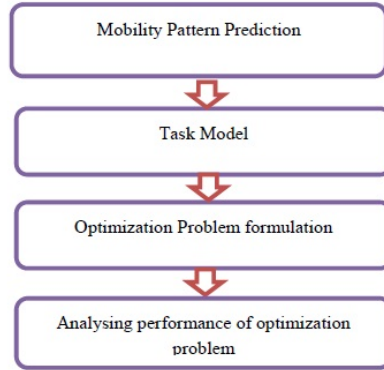 Mobility Pattern Prediction
Task Model
Optimization Problem formulation
Analysing performance of optimization
problem